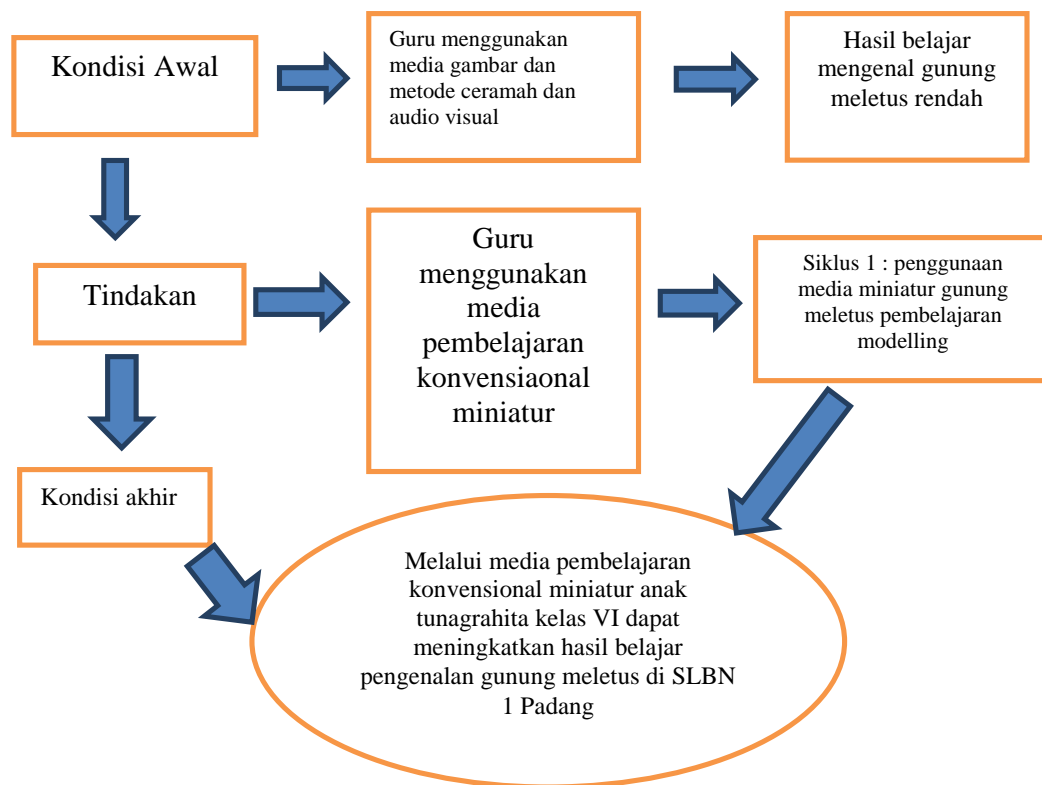 Kondisi Awal
Guru menggunakan
media gambar dan
metode ceramah dan
audio visual
Hasil belajar
mengenal gunung
meletus rendah
Tindakan
Guru
menggunakan
media
pembelajaran
konvensiaonal
miniatur
Siklus 1 : penggunaan
media miniatur gunung
meletus pembelajaran
modelling
Kondisi akhir
Melalui media pembelajaran
konvensional miniatur anak
tunagrahita kelas VI dapat
meningkatkan hasil belajar
pengenalan gunung meletus di SLBN
1 Padang